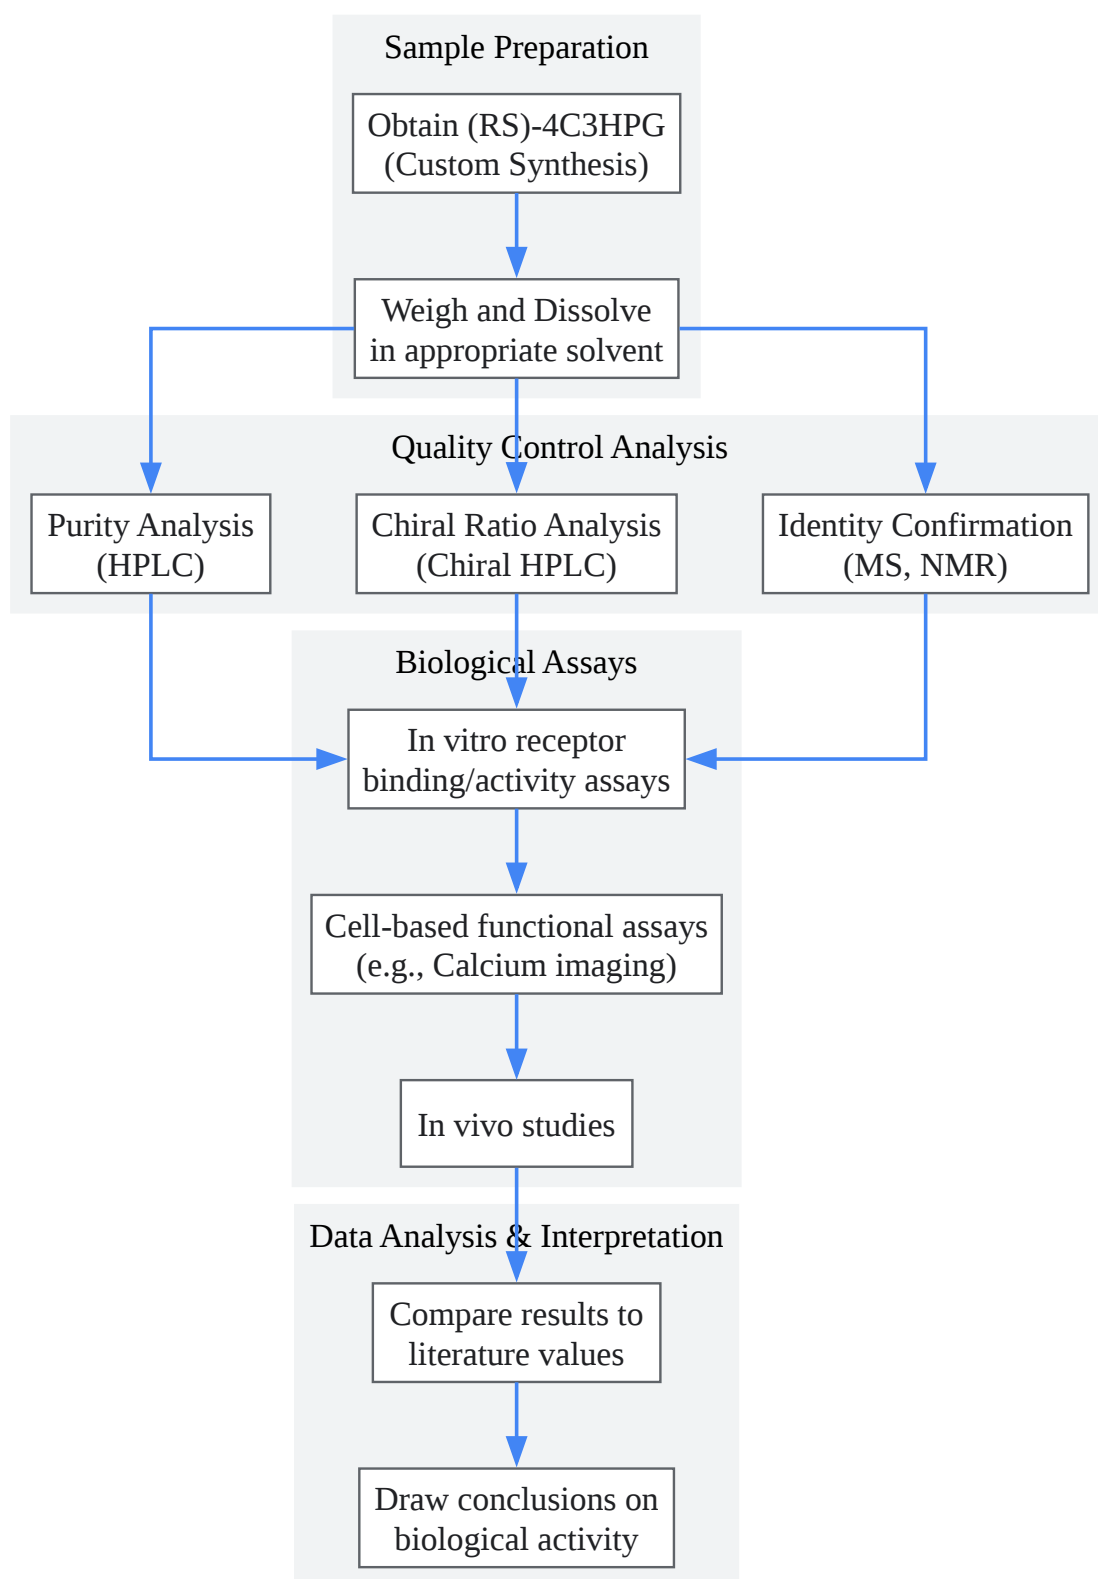 Sample Preparation
Obtain (RS)-4C3HPG
(Custom Synthesis)
Weigh and Dissolve
in appropriate solvent
Quality Control Analysis
Purity Analysis
(HPLC)
Chiral Ratio Analysis
(Chiral HPLC)
Identity Confirmation
(MS, NMR)
Biological Assays
In vitro receptor
binding/activity assays
Cell-based functional assays
(e.g., Calcium imaging)
In vivo studies
Data Analysis & Interpretation
Compare results to
literature values
Draw conclusions on
biological activity